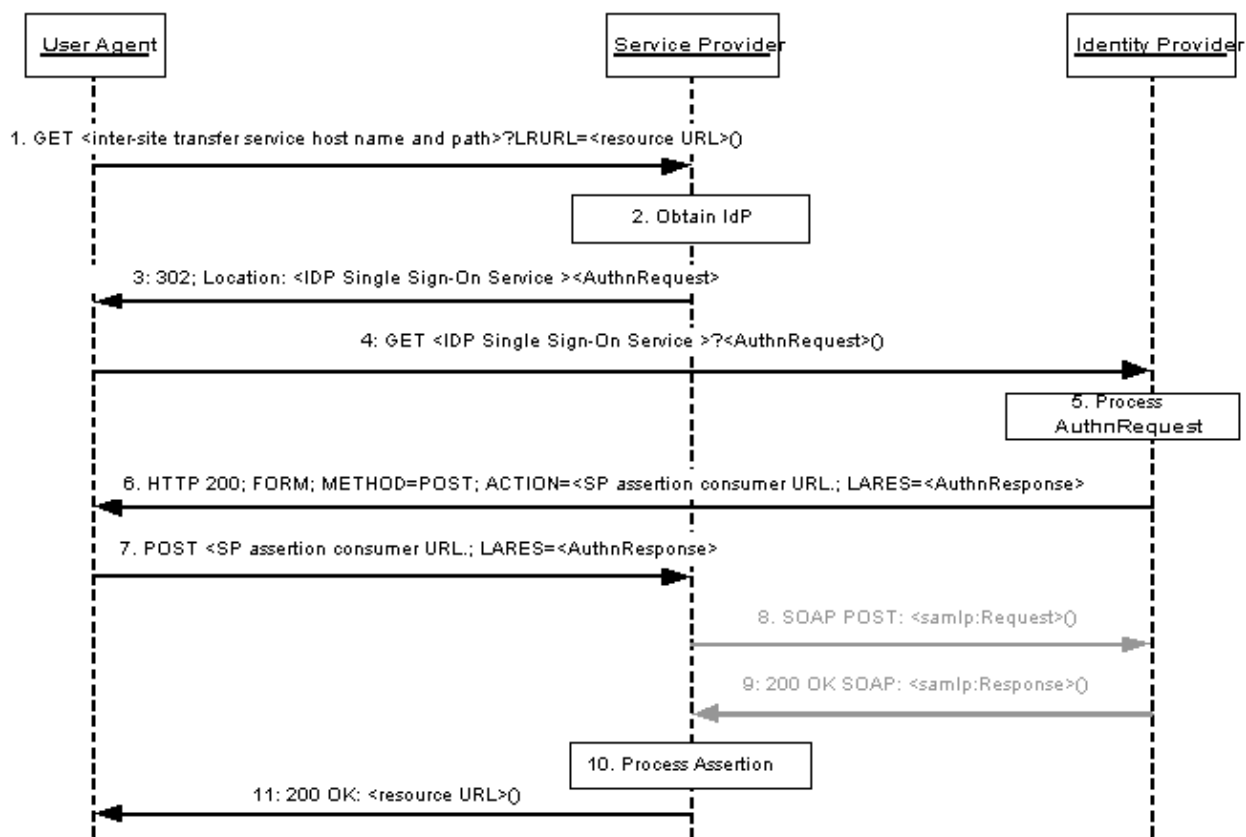 User Agent
Service Provider
Identity Provider
1. GET <inter-site transfer service host name and path>?LRURL=<resource URL>()
2. Obtain IdP
3: 302; Location: <IDP Single Sign-On Service ><AuthnRequest>
4: GET <IDP Single Sign-On Service >?<AuthnRequest>()
5. Process
AuthnRequest
6. HTTP 200; FORM; METHOD=POST; ACTION=<SP assertion consumer URL.; LARES=<AuthnResponse>
7. POST <SP assertion consumer URL.; LARES=<AuthnResponse>
8. SOAP POST: <samlp:Request>()
9: 200 OK SOAP: <samlp:Response>()
10. Process Assertion
11: 200 OK: <resource URL>()